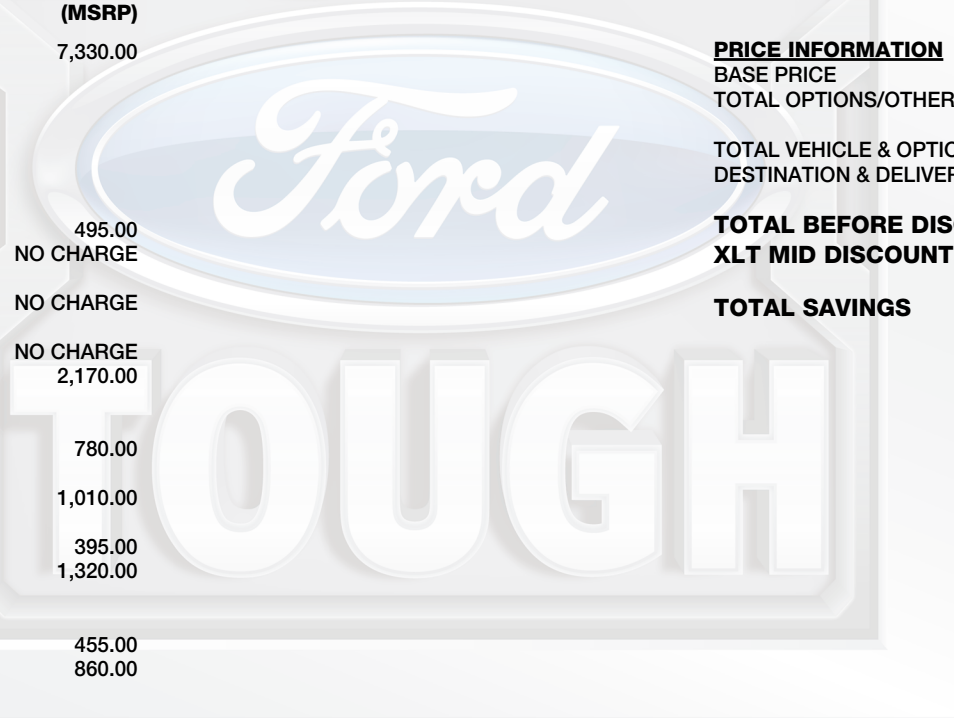 (MSRP)
7,330.00
495.00
NO CHARGE
NO CHARGE
NO CHARGE
2,170.00
780.00
1,010.00
395.00
1,320.00
455.00
860.00
PRICE INFORMATION
BASE PRICE
TOTAL OPTIONS/OTHER
TOTAL VEHICLE & OPTIO
DESTINATION & DELIVER
TOTAL BEFORE DISC
XLT MID DISCOUNT
TOTAL SAVINGS
Ford
TOUGH